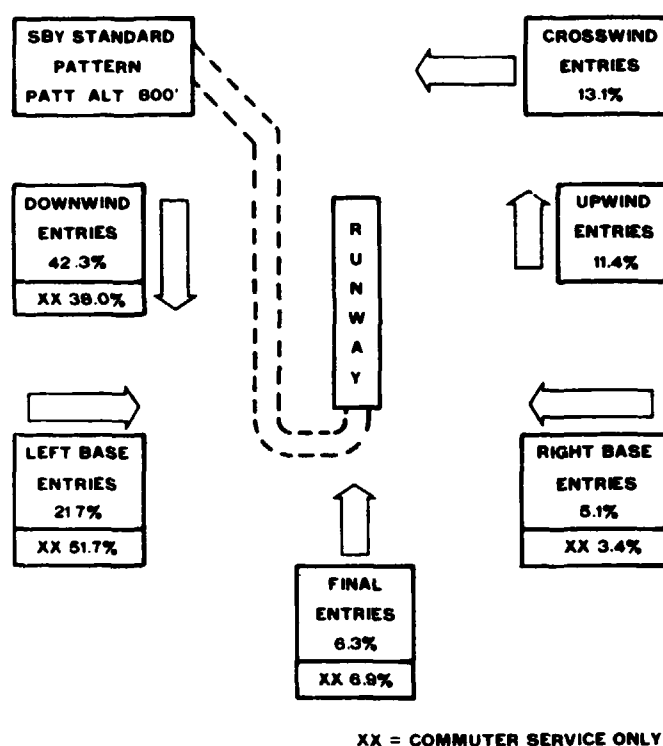 SBY STANDARD
PATTERN
PATT ALT 800'
CROSSWIND
ENTRIES
13.1%
DOWNWIND
ENTRIES
42.3%
XX 38.0%
RUNWAY
UPWIND
ENTRIES
11.4%
LEFT BASE
ENTRIES
21.7%
XX 51.7%
RIGHT BASE
ENTRIES
5.1%
XX 3.4%
FINAL
ENTRIES
6.3%
XX 6.9%
XX = COMMUTER SERVICE ONLY